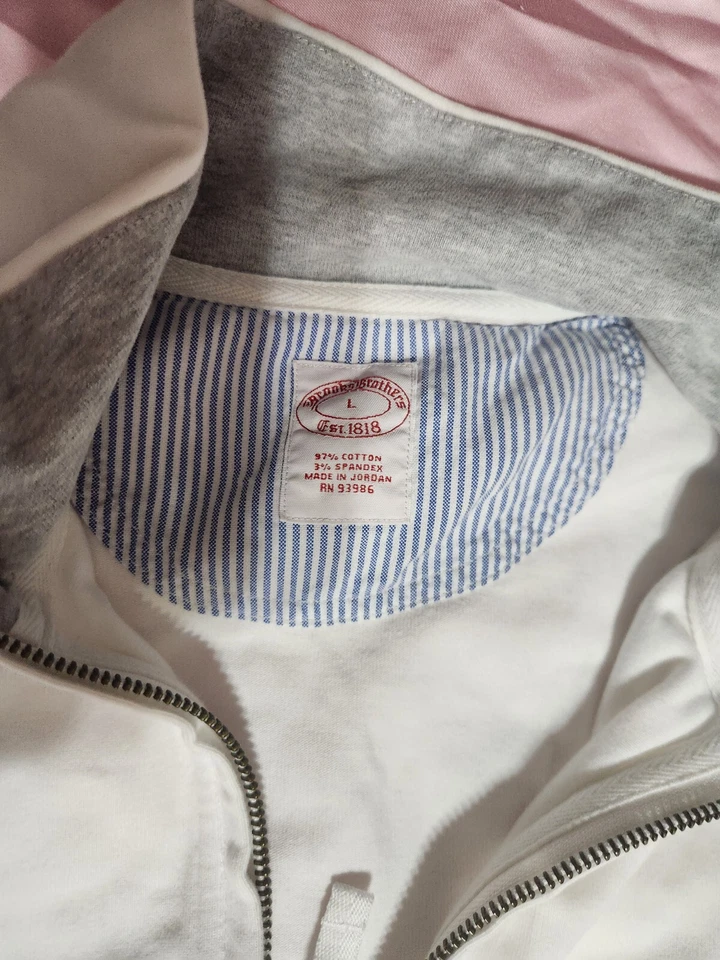 Brooks Brothers
L
Est.1818
97% COTTON
3% SPANDEX
MADE IN JORDAN
RN 93986